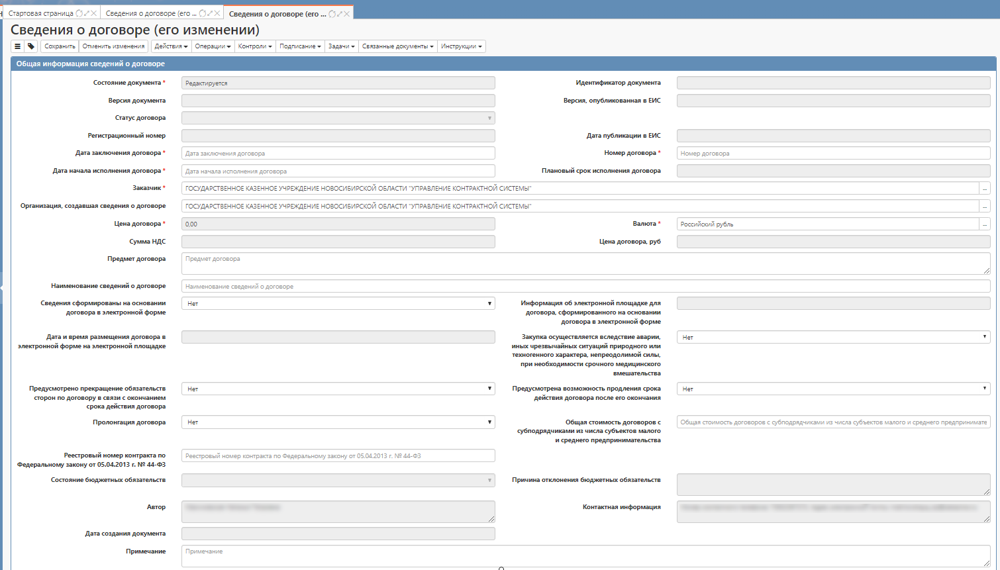 Стартовая страница Сведения о договоре (его ... Сведения о договоре (его ...
Сведения о договоре (его изменении)
Сохранить Отменить изменения Действия Операции Контроли Подписание Задачи Связанные документы Инструкции
Общая информация сведений о договоре
Состояние документа * Редактируется Идентификатор документа
Версия документа Версия, опубликованная в ЕИС
Статус договора
Регистрационный номер Дата публикации в ЕИС
Дата заключения договора * Дата заключения договора Номер договора * Номер договора
Дата начала исполнения договора * Дата начала исполнения договора Плановый срок исполнения договора
Заказчик * ГОСУДАРСТВЕННОЕ КАЗЕННОЕ УЧРЕЖДЕНИЕ НОВОСИБИРСКОЙ ОБЛАСТИ "УПРАВЛЕНИЕ КОНТРАКТНОЙ СИСТЕМЫ" ...
Организация, создавшая сведения о договоре ГОСУДАРСТВЕННОЕ КАЗЕННОЕ УЧРЕЖДЕНИЕ НОВОСИБИРСКОЙ ОБЛАСТИ "УПРАВЛЕНИЕ КОНТРАКТНОЙ СИСТЕМЫ" ...
Цена договора * 0,00 Валюта * Российский рубль ...
Сумма НДС Цена договора, руб
Предмет договора Предмет договора
Наименование сведений о договоре Наименование сведений о договоре
Сведения сформированы на основании
договора в электронной форме
Нет
Информация об электронной площадке для
договора, сформированного на основании
договора в электронной форме
Дата и время размещения договора в
электронной форме на электронной площадке
Закупка осуществляется вследствие аварии,
иных чрезвычайных ситуаций природного или
техногенного характера, непреодолимой силы,
при необходимости срочного медицинского
вмешательства
Нет
Предусмотрено прекращение обязательств
сторон по договору в связи с окончанием
срока действия договора
Нет
Предусмотрена возможность продления срока
действия договора после его окончания
Нет
Пролонгация договора Нет
Общая стоимость договоров с
субподрядчиками из числа субъектов малого
и среднего предпринимательства
Общая стоимость договоров с субподрядчиками из числа субъектов малого и среднего предпринимате
Реестровый номер контракта по
Федеральному закону от 05.04.2013 г. № 44-ФЗ
Реестровый номер контракта по Федеральному закону от 05.04.2013 г. № 44-ФЗ
Состояние бюджетных обязательств Причина отклонения бюджетных обязательств
Автор Контактная информация
Дата создания документа
Примечание Примечание